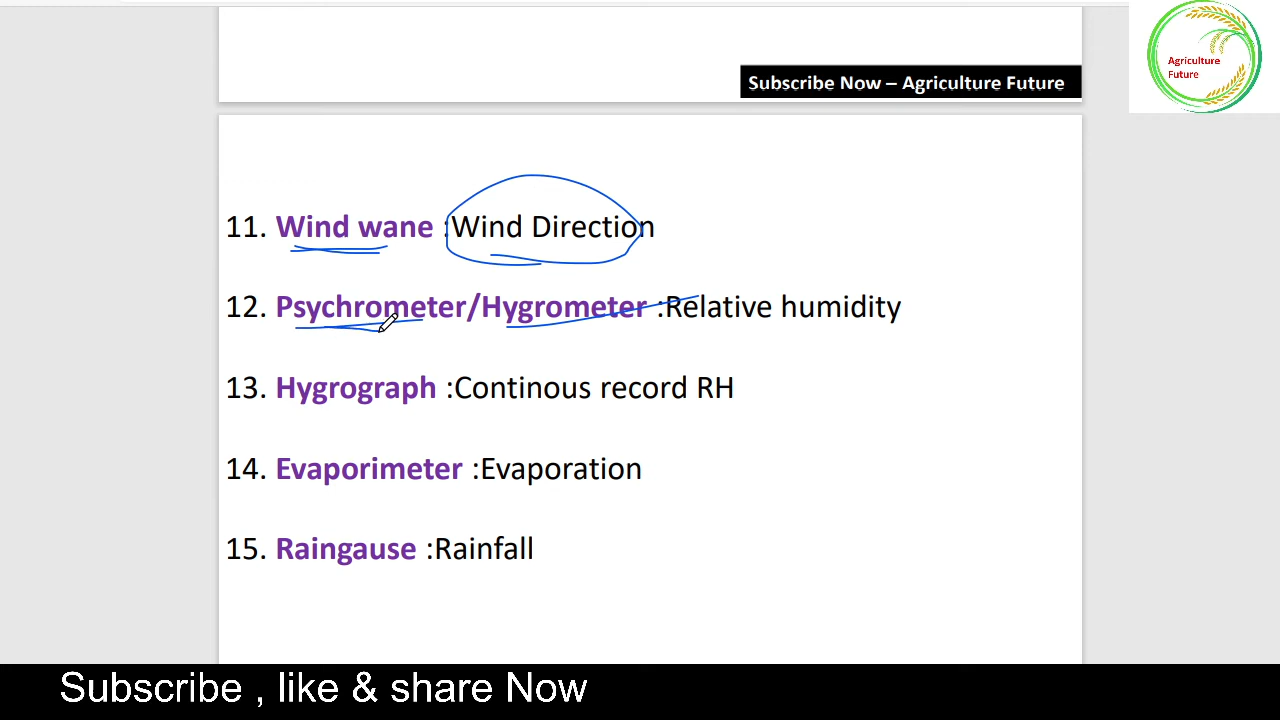 Agriculture
Future
Subscribe Now – Agriculture Future
11. Wind wane :Wind Direction
12. Psychrometer/Hygrometer :Relative humidity
13. Hygrograph :Continous record RH
14. Evaporimeter :Evaporation
15. Raingause :Rainfall
Subscribe , like & share Now